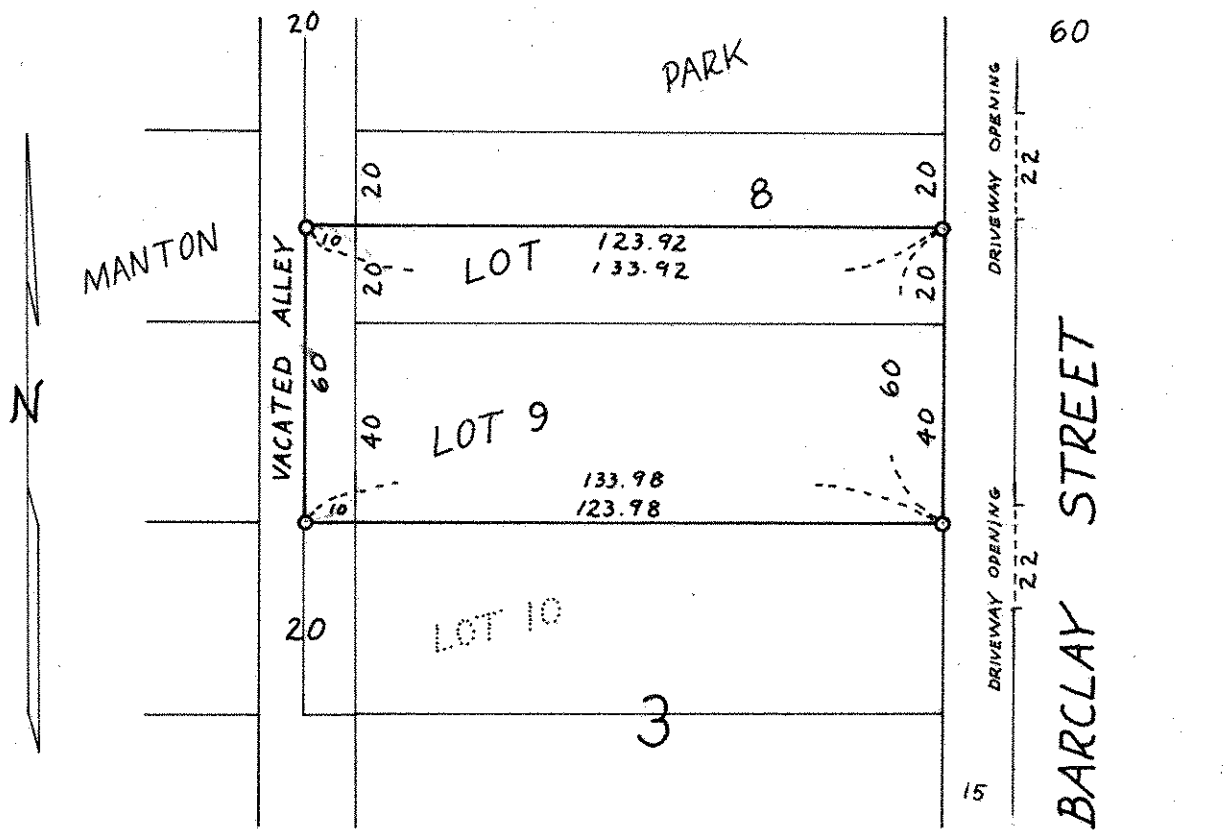 20
60
PARK
DRIVEWAY OPENING
22
20
20
8
MANTON
10
123.92
LOT
133.92
20
20
VACATED ALLEY
60
60
N
LOT 9
40
40
BARCLAY STREET
133.98
123.98
10
DRIVEWAY OPENING
22
20
LOT 10
3
15